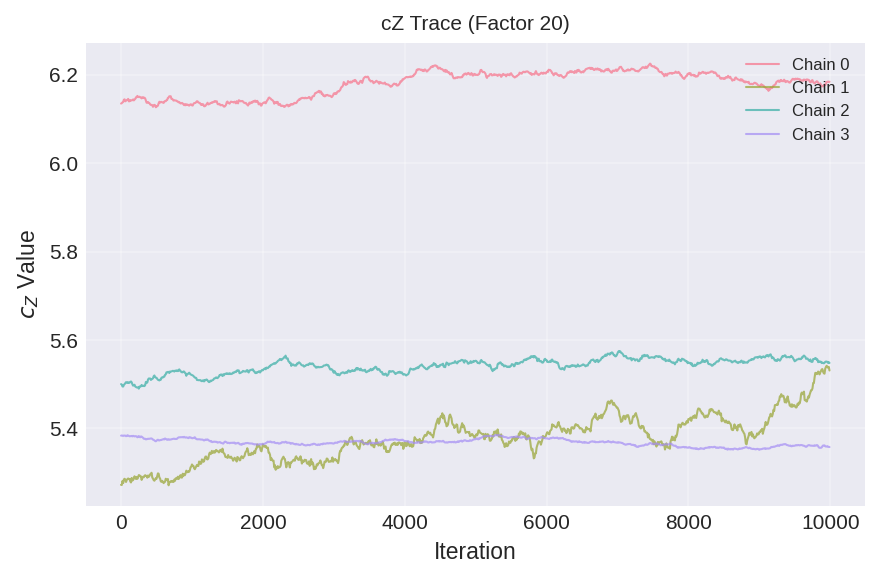 cZ Trace (Factor 20)
6.2
6.0
5.8
5.6
5.4
c_Z Value
0
2000
4000
6000
8000
10000
Iteration
Chain 0
Chain 1
Chain 2
Chain 3